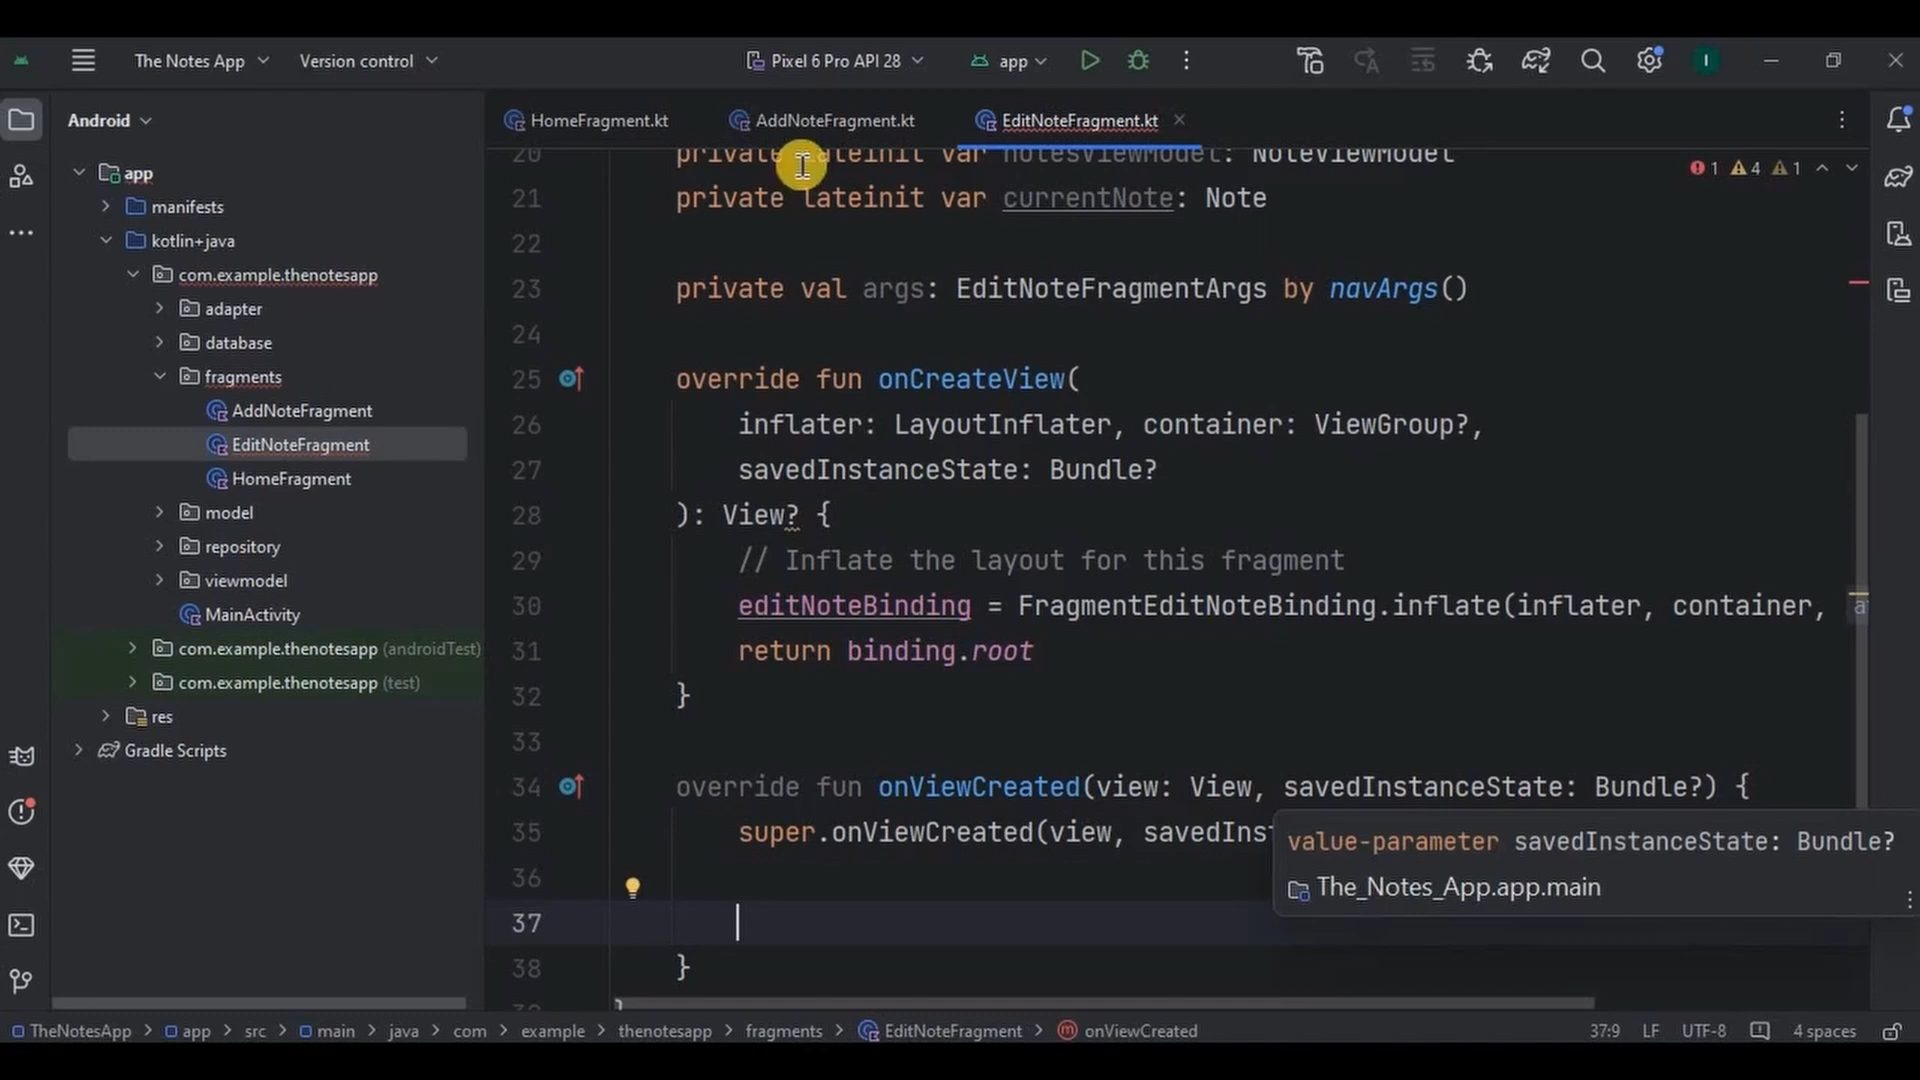 The Notes App
Version control
Pixel 6 Pro API 28
app
I
Android
HomeFragment.kt
AddNoteFragment.kt
EditNoteFragment.kt
1 4 1
app
manifests
kotlin+java
com.example.thenotesapp
adapter
database
fragments
AddNoteFragment
EditNoteFragment
HomeFragment
model
repository
viewmodel
MainActivity
com.example.thenotesapp (androidTest)
com.example.thenotesapp (test)
res
Gradle Scripts
20 private lateinit var notesViewModel: NoteViewModel
21 private lateinit var currentNote: Note
22
23 private val args: EditNoteFragmentArgs by navArgs()
24
25 override fun onCreateView(
26 inflater: LayoutInflater, container: ViewGroup?,
27 savedInstanceState: Bundle?
28 ): View? {
29 // Inflate the layout for this fragment
30 editNoteBinding = FragmentEditNoteBinding.inflate(inflater, container,
31 return binding.root
32 }
33
34 override fun onViewCreated(view: View, savedInstanceState: Bundle?) {
35 super.onViewCreated(view, savedIns
36
37
38 }
value-parameter savedInstanceState: Bundle?
The_Notes_App.app.main
TheNotesApp > app > src > main > java > com > example > thenotesapp > fragments > EditNoteFragment > onViewCreated
37:9 LF UTF-8 4 spaces